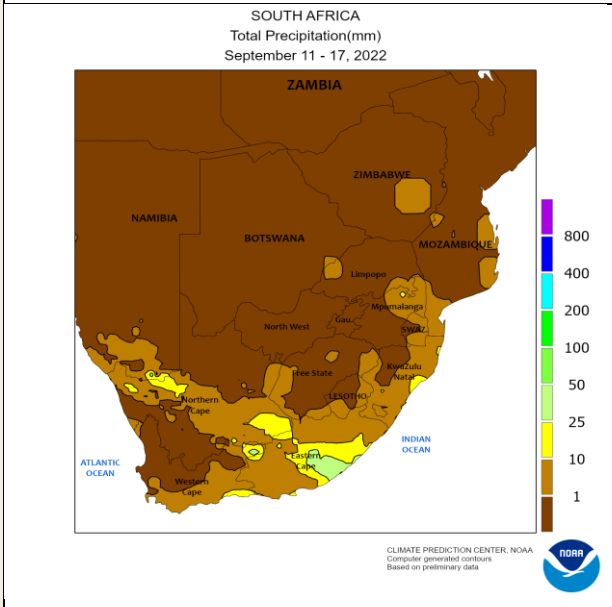 SOUTH AFRICA
Total Precipitation(mm)
September 11 - 17, 2022
ZAMBIA
ZIMBABWE
NAMIBIA
BOTSWANA
MOZAMBIQUE
Limpopo
Mpumalanga
North West
Gau.
SWAZ.
Free State
KwaZulu
Natal
LESOTHO
Northern
Cape
Eastern
Cape
Western
Cape
ATLANTIC
OCEAN
INDIAN
OCEAN
800
400
200
100
50
25
10
1
CLIMATE PREDICTION CENTER, NOAA
Computer generated contours
Based on preliminary data
NOAA